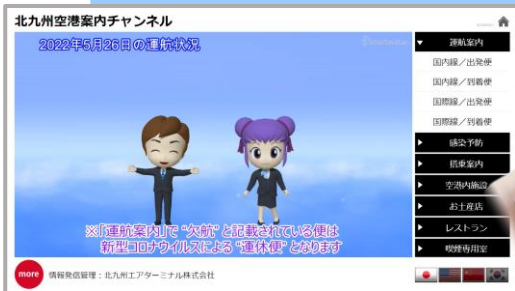 北九州空港案内チャンネル
2022年5月26日の運航状況
※「運航案内」で "欠航" と記載されている便は
新型コロナウイルスによる "運休便" となります
運航案内
国内線／出発便
国内線／到着便
国際線／出発便
国際線／到着便
感染予防
搭乗案内
空港内施設
お土産店
レストラン
喫煙専用室
more
情報発信管理：北九州エアターミナル株式会社